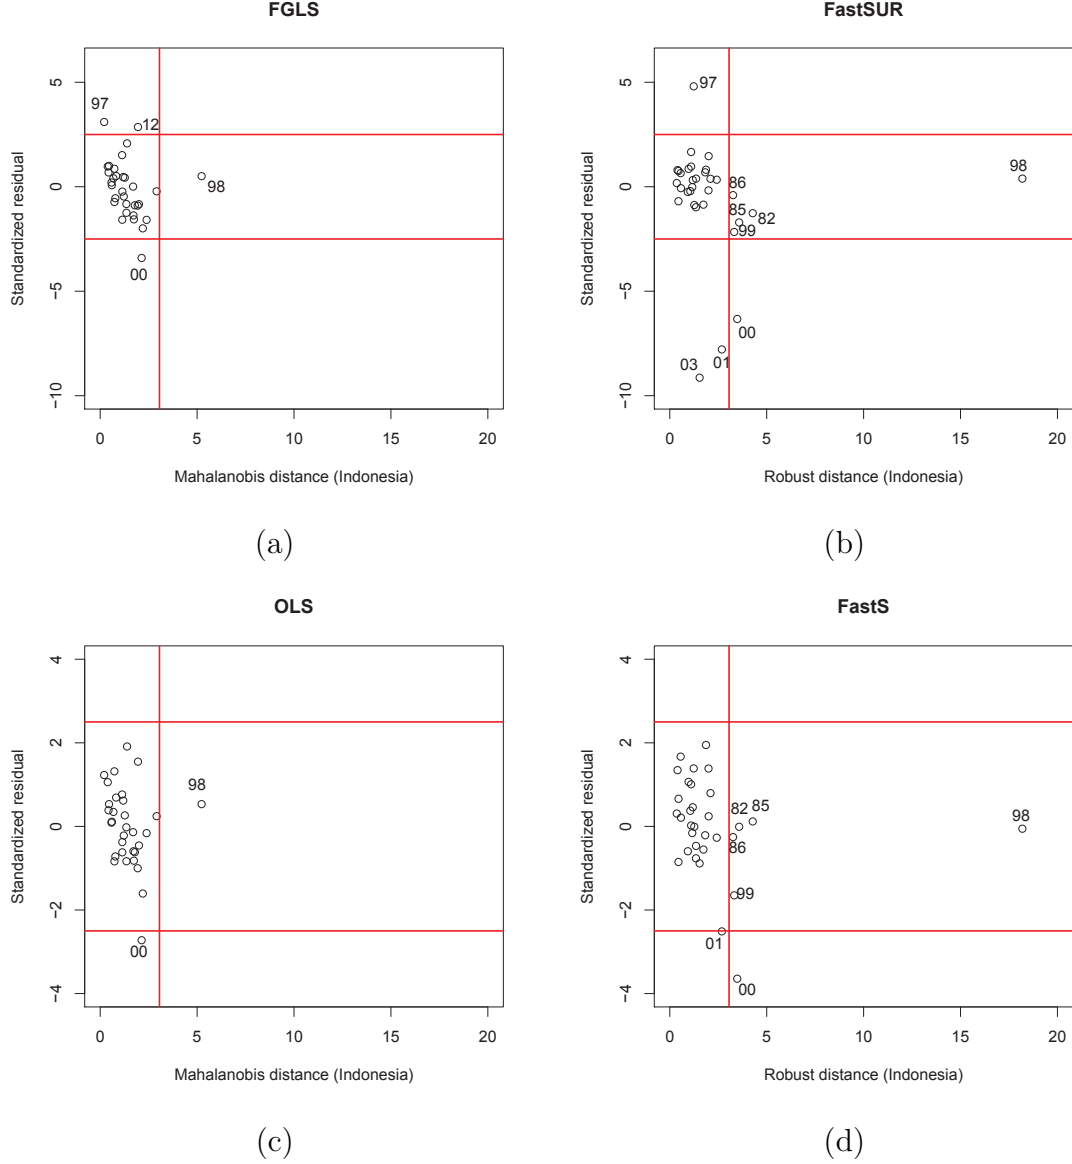 FGLS
FastSUR
Standardized residual
5
0
−5
−10
97
12
98
00
0 5 10 15 20
Mahalanobis distance (Indonesia)
(a)
Standardized residual
5
0
−5
−10
97
98
86
85
82
99
00
01
03
0 5 10 15 20
Robust distance (Indonesia)
(b)
OLS
FastS
Standardized residual
4
2
0
−2
−4
98
00
0 5 10 15 20
Mahalanobis distance (Indonesia)
(c)
Standardized residual
4
2
0
−2
−4
82
85
98
86
99
01
00
0 5 10 15 20
Robust distance (Indonesia)
(d)